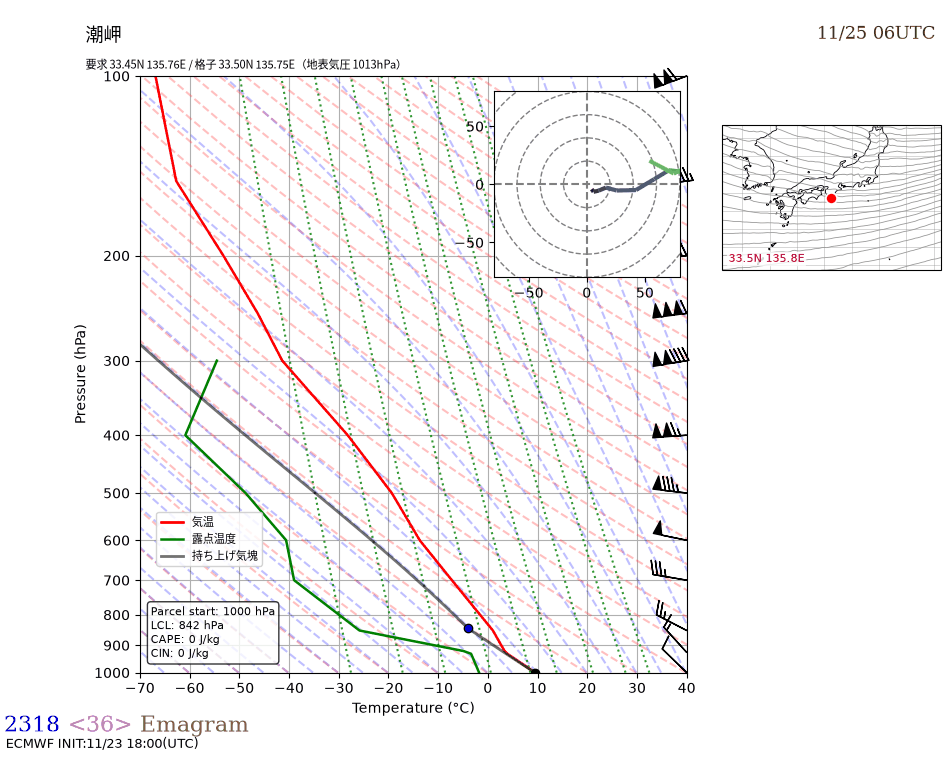 潮岬
11/25 06UTC
要求 33.45N 135.76E / 格子 33.50N 135.75E（地表気圧 1013hPa）
100
200
300
400
500
600
700
800
900
1000
Pressure (hPa)
50
0
−50
−50 0 50
33.5N 135.8E
気温
露点温度
持ち上げ気塊
Parcel start: 1000 hPa
LCL: 842 hPa
CAPE: 0 J/kg
CIN: 0 J/kg
−70 −60 −50 −40 −30 −20 −10 0 10 20 30 40
Temperature (°C)
2318 <36> Emagram
ECMWF INIT:11/23 18:00(UTC)